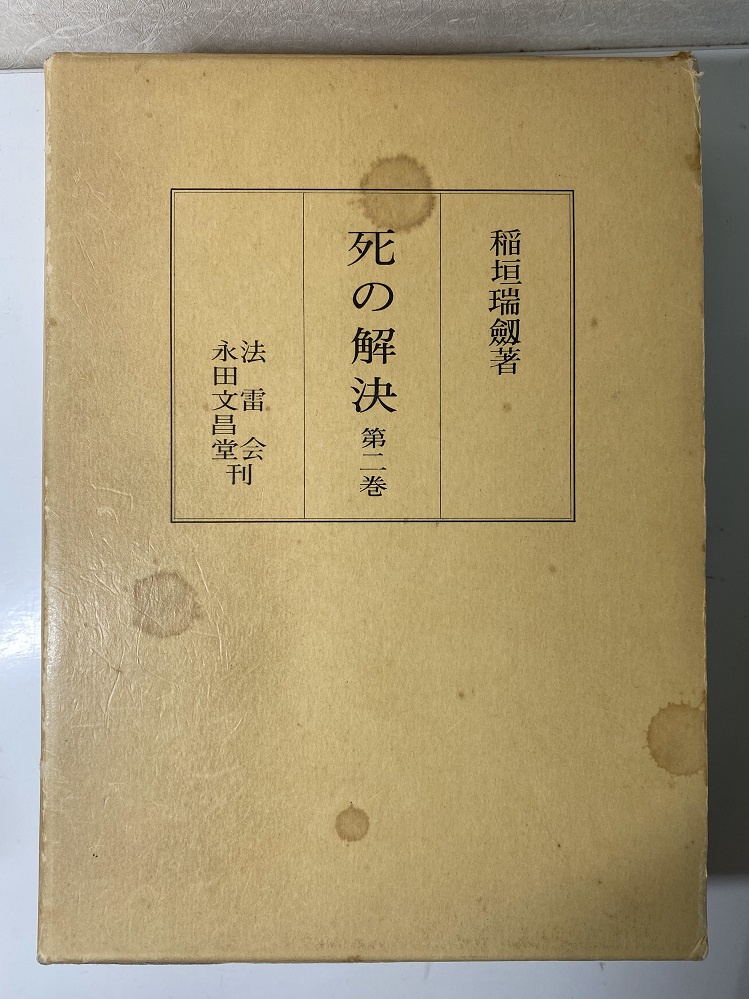 稲垣瑞劔著
死の解決 第二巻
法雷会
永田文昌堂
刊